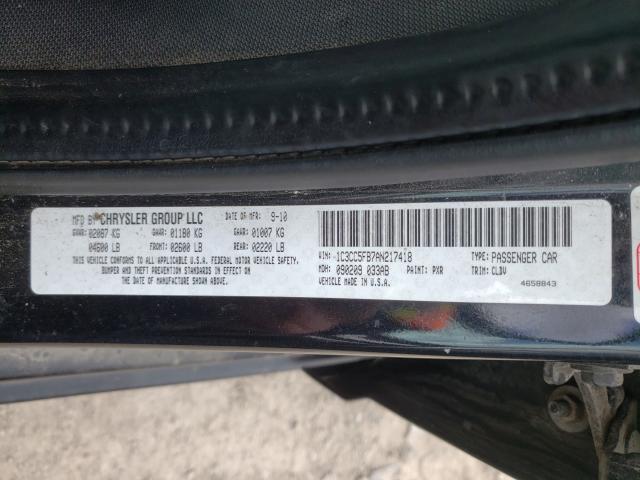 MFD BY CHRYSLER GROUP LLC DATE OF MFR: 9-10
GVWR: 02087 KG GAWR: 01180 KG GAWR: 01007 KG
04600 LB FRONT: 02600 LB REAR: 02220 LB
THIS CONFORMS TO ALL APPLICABLE U.S.A. FEDERAL MOTOR VEHICLE SAFETY,
BUMPER AND THEFT PREVENTION STANDARDS IN EFFECT ON
THE DATE OF MANUFACTURE SHOWN ABOVE.
VIN: 1C3CC5FB7AN217418 TYPE: PASSENGER CAR
MDH: 090209 033AB PAINT: PXR TRIM: CLDV
VEHICLE MADE IN U.S.A. 4658843